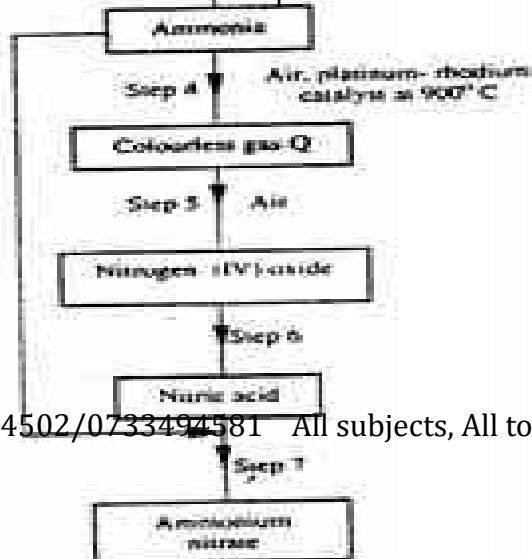 Ammonia
Step 4
Air, platinum- rhodium
catalyst at 900° C
Colourless gas Q
Step 5
Air
Nitrogen (IV) oxide
Step 6
Nitric acid
4502/0733494581 All subjects, All to
Step 7
Ammonium
nitrate